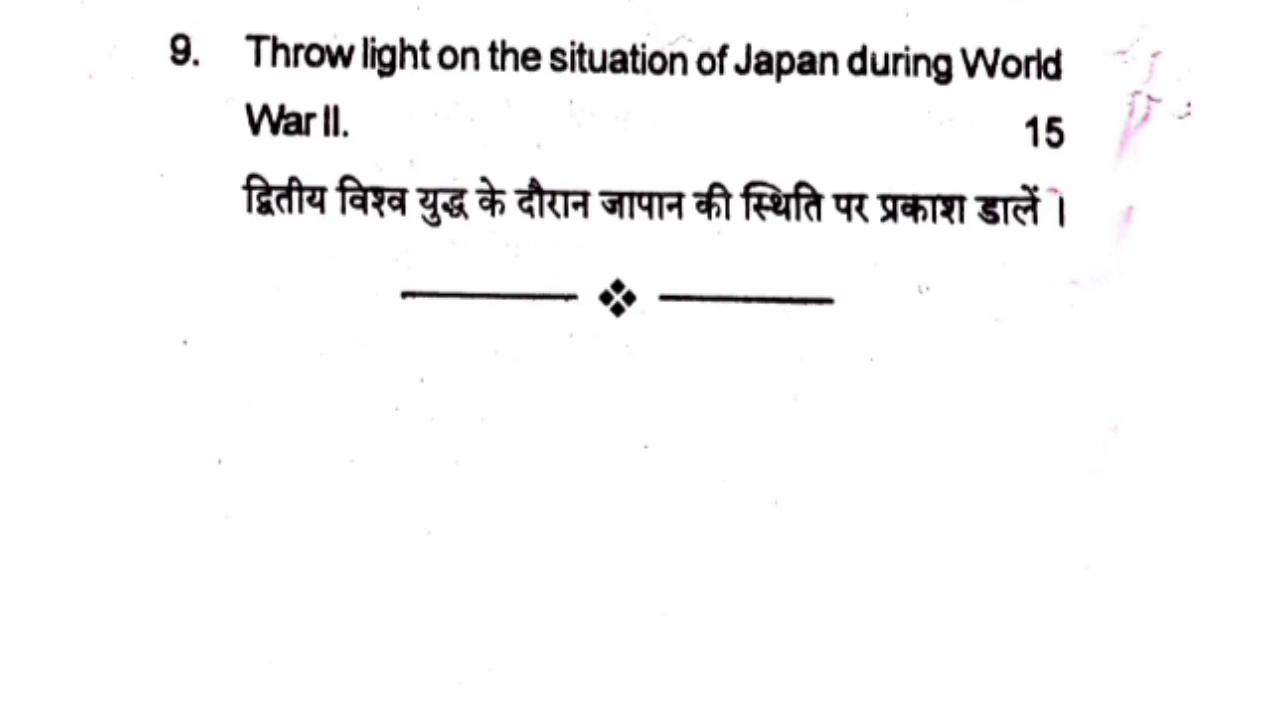 9. Throw light on the situation of Japan during World
War II. 15
द्वितीय विश्व युद्ध के दौरान जापान की स्थिति पर प्रकाश डालें ।